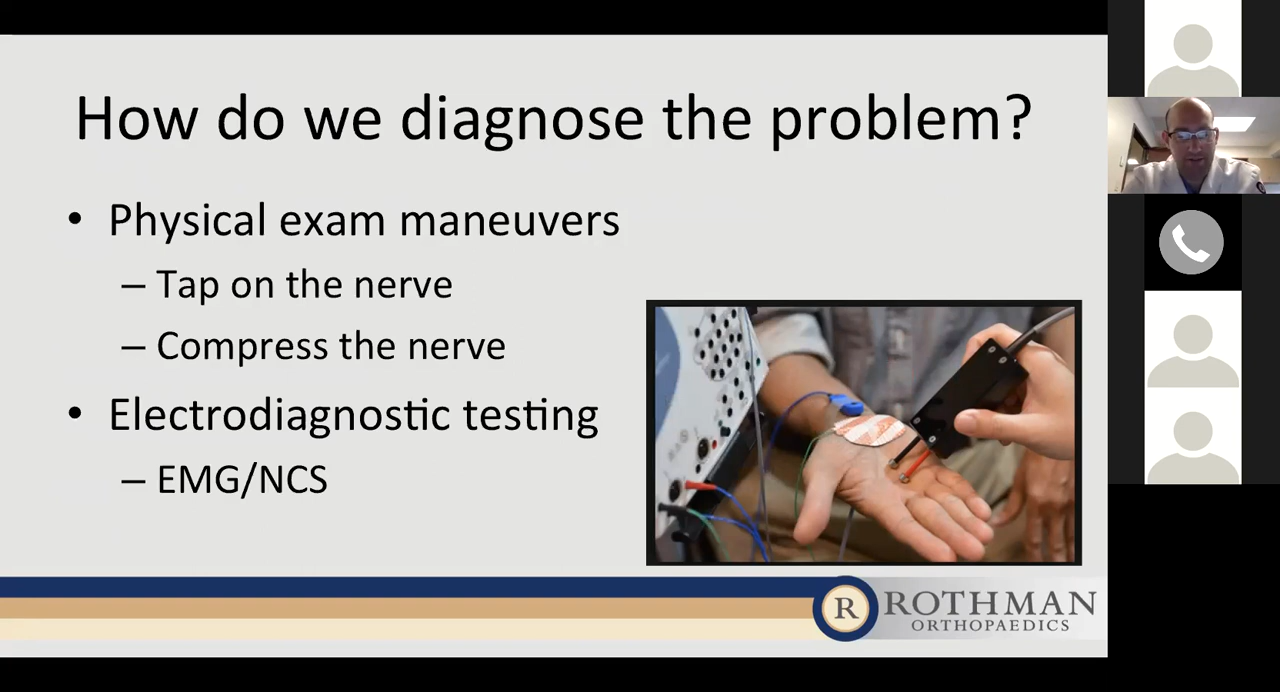 How do we diagnose the problem?
• Physical exam maneuvers
– Tap on the nerve
– Compress the nerve
• Electrodiagnostic testing
– EMG/NCS
R ROTHMAN
ORTHOPAEDICS